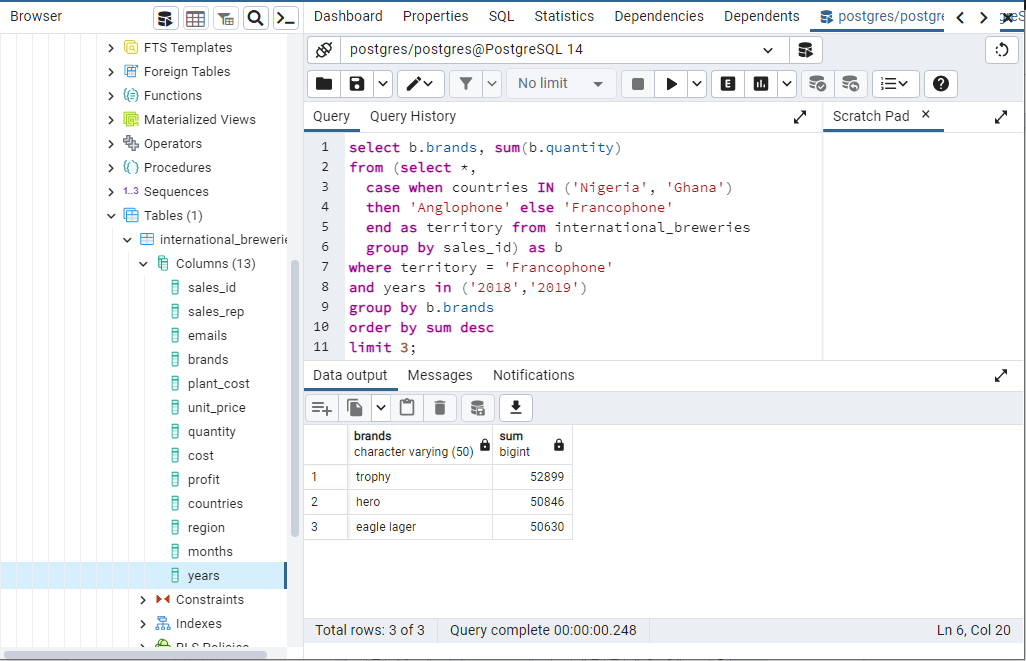 Browser
Dashboard Properties SQL Statistics Dependencies Dependents postgres/postgre
FTS Templates
Foreign Tables
Functions
Materialized Views
Operators
Procedures
1..3 Sequences
Tables (1)
international_breweri
Columns (13)
sales_id
sales_rep
emails
brands
plant_cost
unit_price
quantity
cost
profit
countries
region
months
years
Constraints
Indexes
RLS Policies
postgres/postgres@PostgreSQL 14
No limit
E
Query Query History
Scratch Pad
1 select b.brands, sum(b.quantity)
2 from (select *,
3 case when countries IN ('Nigeria', 'Ghana')
4 then 'Anglophone' else 'Francophone'
5 end as territory from international_breweries
6 group by sales_id) as b
7 where territory = 'Francophone'
8 and years in ('2018','2019')
9 group by b.brands
10 order by sum desc
11 limit 3;
Data output Messages Notifications
brands sum
character varying (50) bigint
1 trophy 52899
2 hero 50846
3 eagle lager 50630
Total rows: 3 of 3 Query complete 00:00:00.248 Ln 6, Col 20